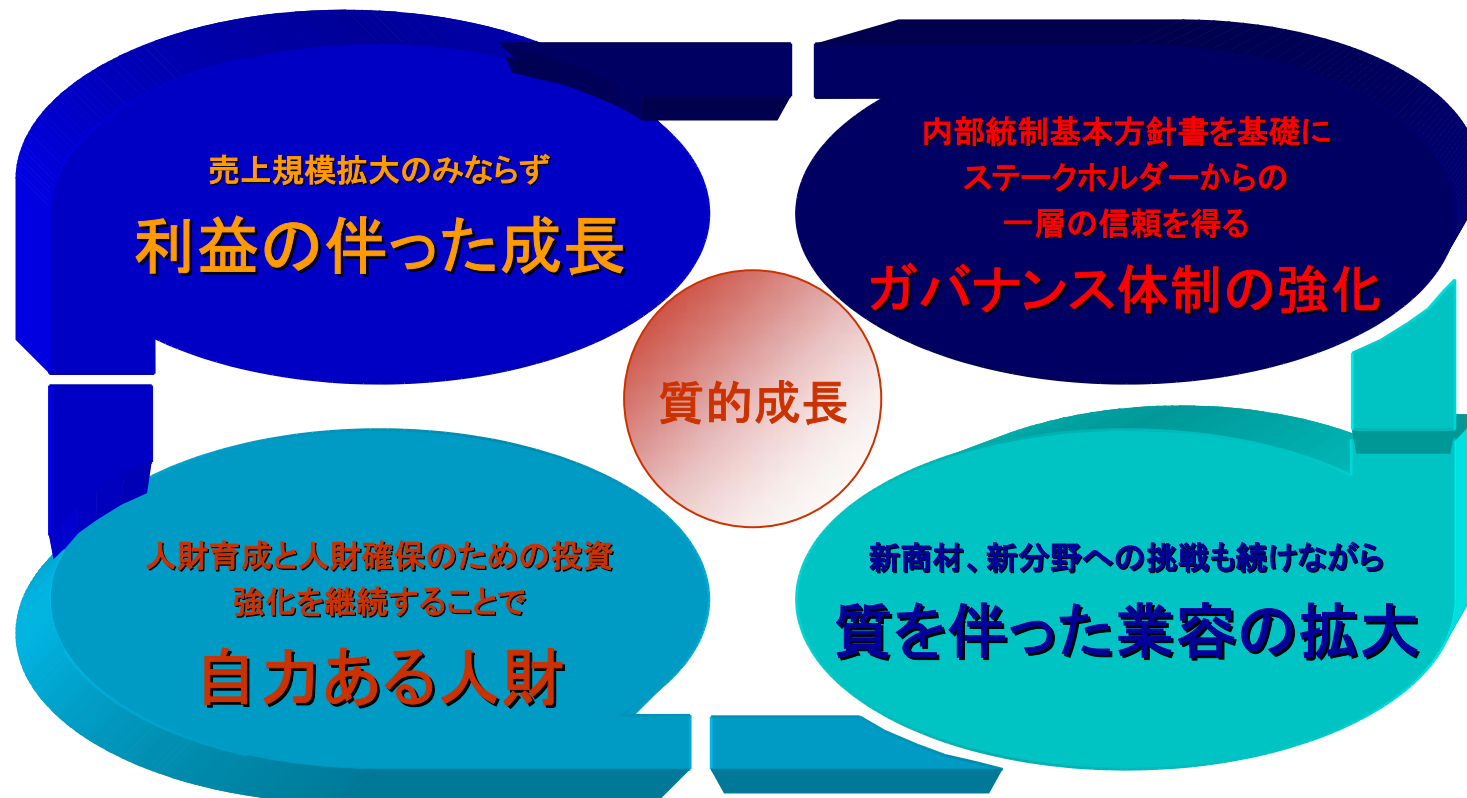 売上規模拡大のみならず
利益の伴った成長
内部統制基本方針書を基礎に
ステークホルダーからの
一層の信頼を得る
ガバナンス体制の強化
質的成長
人財育成と人財確保のための投資
強化を継続することで
自力ある人財
新商材、新分野への挑戦も続けながら
質を伴った業容の拡大